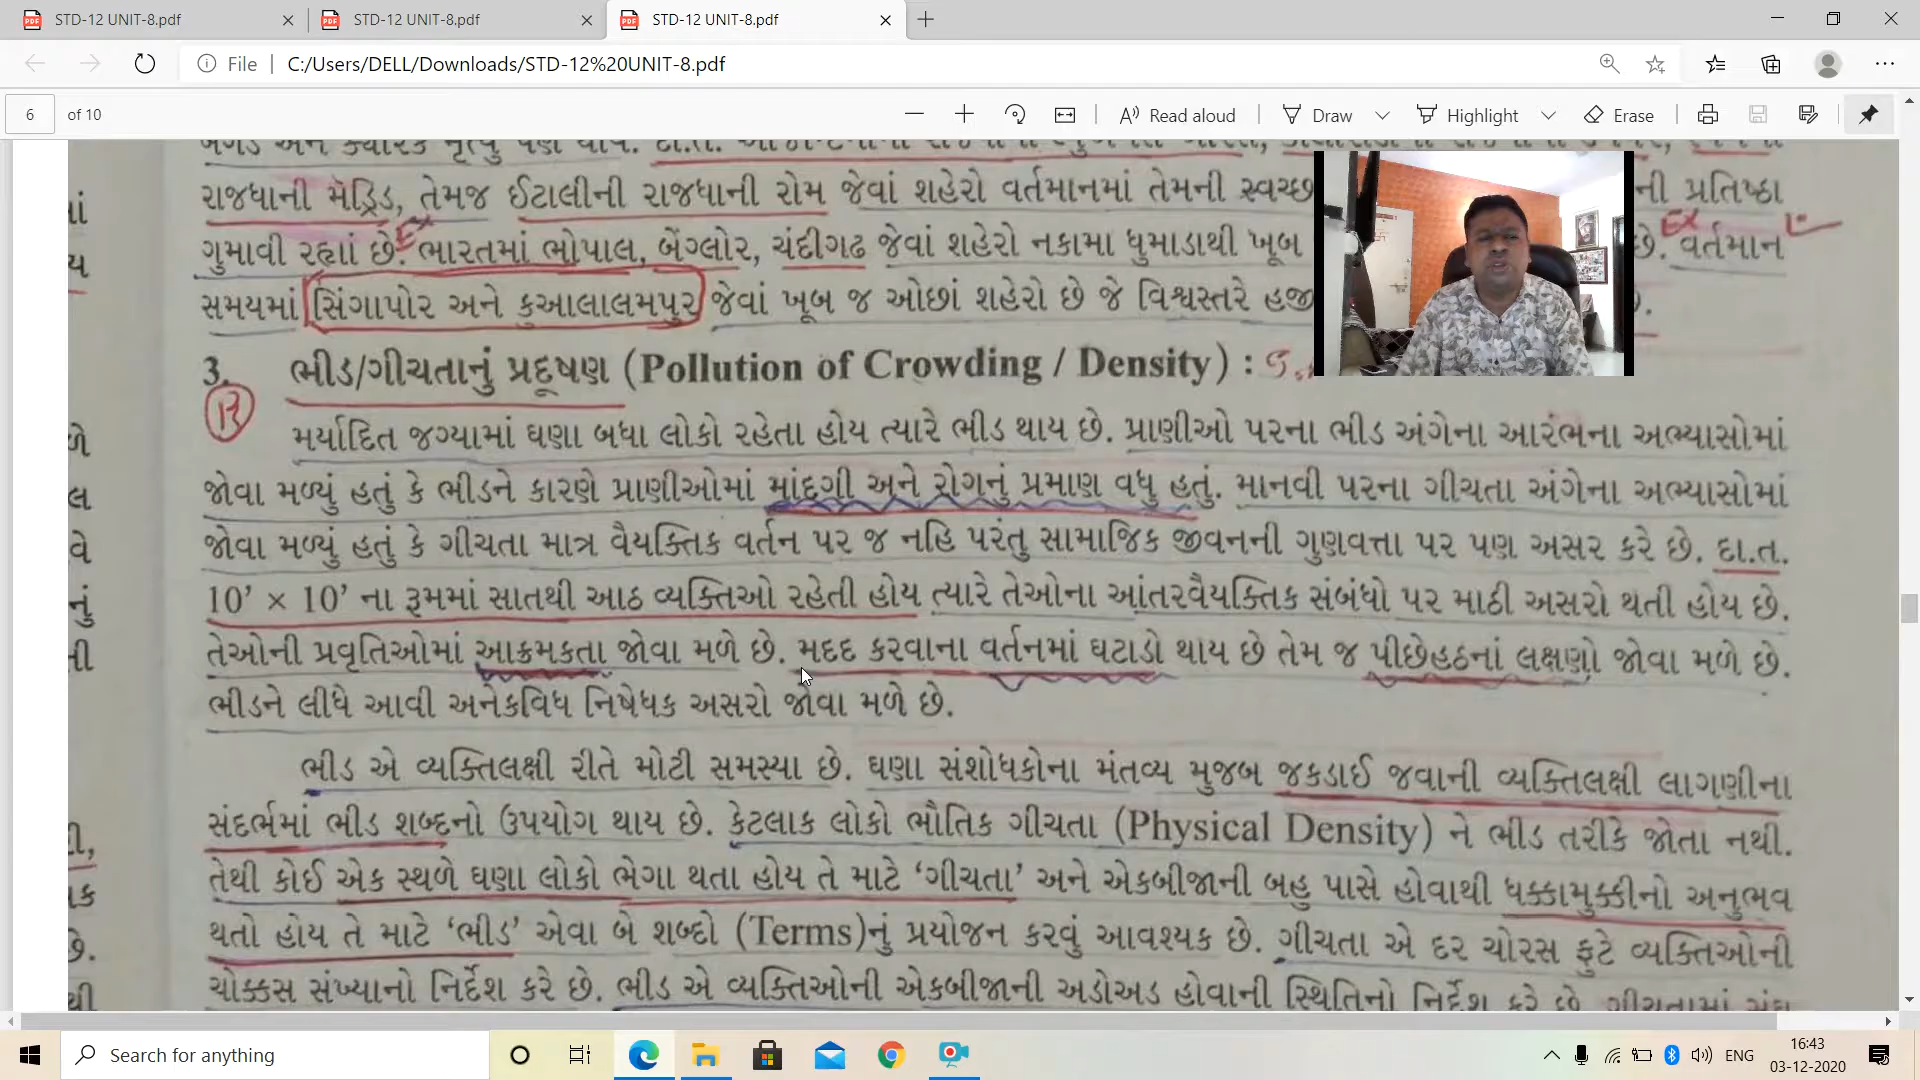 STD-12 UNIT-8.pdf
STD-12 UNIT-8.pdf
STD-12 UNIT-8.pdf
File
C:/Users/DELL/Downloads/STD-12%20UNIT-8.pdf
6 of 10
Read aloud
Draw
Highlight
Erase
રાજધાની મેડ્રિડ, તેમજ ઈટાલીની રાજધાની રોમ જેવાં શહેરો વર્તમાનમાં તેમની સ્વચ્છ ની પ્રતિષ્ઠા
ગુમાવી રહ્યાં છે. Ex ભારતમાં ભોપાલ, બેંગ્લોર, ચંદીગઢ જેવાં શહેરો નકામા ધુમાડાથી ખૂબ છે. Ex વર્તમાન
સમયમાં સિંગાપોર અને કુઆલાલમપુર જેવાં ખૂબ જ ઓછાં શહેરો છે જે વિશ્વસ્તરે હજી
3. ભીડ/ગીચતાનું પ્રદૂષણ (Pollution of Crowding / Density) :
R
મર્યાદિત જગ્યામાં ઘણા બધા લોકો રહેતા હોય ત્યારે ભીડ થાય છે. પ્રાણીઓ પરના ભીડ અંગેના આરંભના અભ્યાસોમાં
જોવા મળ્યું હતું કે ભીડને કારણે પ્રાણીઓમાં માંદગી અને રોગનું પ્રમાણ વધુ હતું. માનવી પરના ગીચતા અંગેના અભ્યાસોમાં
જોવા મળ્યું હતું કે ગીચતા માત્ર વૈયક્તિક વર્તન પર જ નહિ પરંતુ સામાજિક જીવનની ગુણવત્તા પર પણ અસર કરે છે. દા.ત.
10’ × 10’ ના રૂમમાં સાતથી આઠ વ્યક્તિઓ રહેતી હોય ત્યારે તેઓના આંતરવૈયક્તિક સંબંધો પર માઠી અસરો થતી હોય છે.
તેઓની પ્રવૃતિઓમાં આક્રમકતા જોવા મળે છે. મદદ કરવાના વર્તનમાં ઘટાડો થાય છે તેમ જ પીછેહઠનાં લક્ષણો જોવા મળે છે.
ભીડને લીધે આવી અનેકવિધ નિષેધક અસરો જોવા મળે છે.
ભીડ એ વ્યક્તિલક્ષી રીતે મોટી સમસ્યા છે. ઘણા સંશોધકોના મંતવ્ય મુજબ જકડાઈ જવાની વ્યક્તિલક્ષી લાગણીના
સંદર્ભમાં ભીડ શબ્દનો ઉપયોગ થાય છે. કેટલાક લોકો ભૌતિક ગીચતા (Physical Density) ને ભીડ તરીકે જોતા નથી.
તેથી કોઈ એક સ્થળે ઘણા લોકો ભેગા થતા હોય તે માટે ‘ગીચતા’ અને એકબીજાની બહુ પાસે હોવાથી ધક્કામુક્કીનો અનુભવ
થતો હોય તે માટે ‘ભીડ’ એવા બે શબ્દો (Terms)નું પ્રયોજન કરવું આવશ્યક છે. ગીચતા એ દર ચોરસ ફુટે વ્યક્તિઓની
ચોક્કસ સંખ્યાનો નિર્દેશ કરે છે. ભીડ એ વ્યક્તિઓની એકબીજાની અડોઅડ હોવાની સ્થિતિનો નિર્દેશ કરે છે.
Search for anything
ENG
16:43
03-12-2020